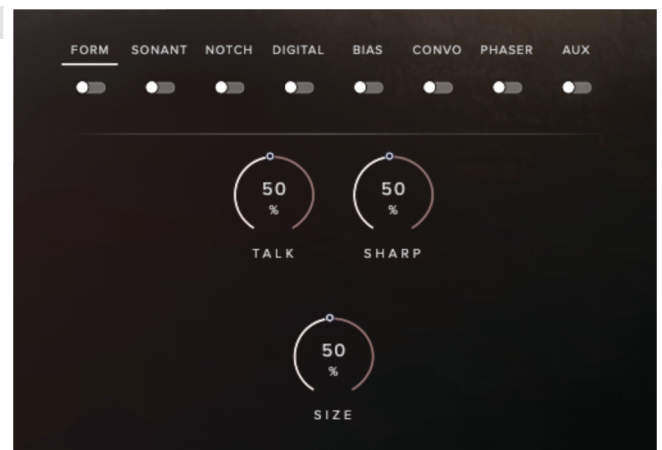 FORM SONANT NOTCH DIGITAL BIAS CONVO PHASER AUX
50 50
% %
TALK SHARP
50
%
SIZE